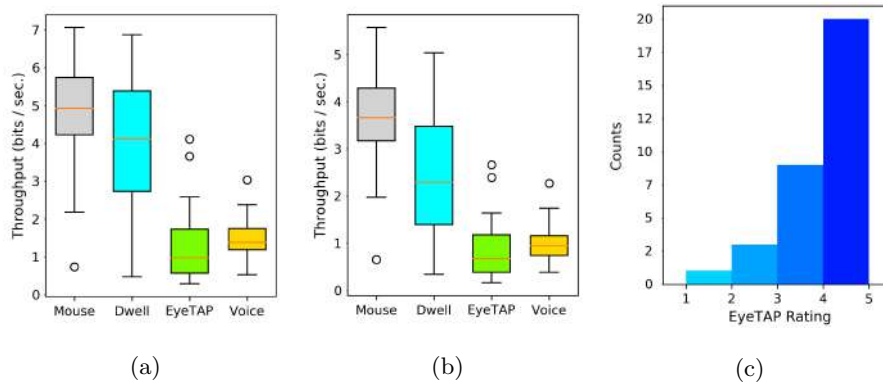 Throughput (bits / sec.)
7
6
5
4
3
2
1
0
Mouse Dwell EyeTAP Voice
(a)
Throughput (bits / sec.)
5
4
3
2
1
0
Mouse Dwell EyeTAP Voice
(b)
Counts
20
17
15
12
10
7
5
2
0
1 2 3 4 5
EyeTAP Rating
(c)